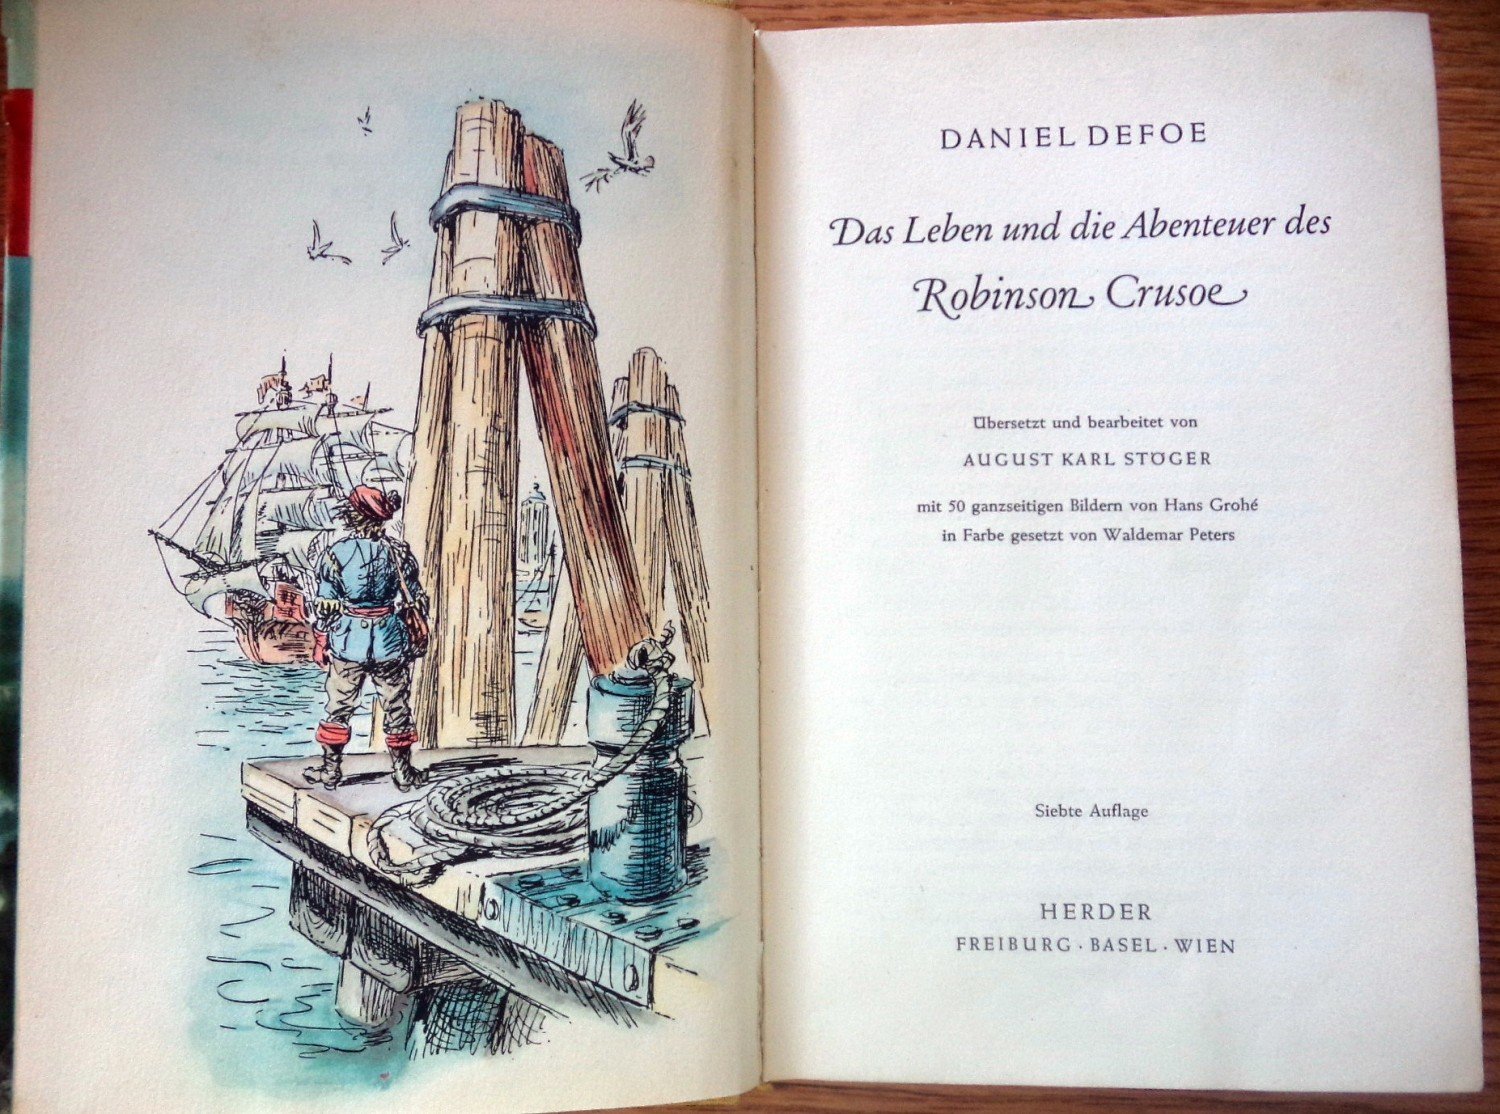 DANIEL DEFOE
Das Leben und die Abenteuer des
Robinson Crusoe
Übersetzt und bearbeitet von
AUGUST KARL STÖGER
mit 50 ganzseitigen Bildern von Hans Grohé
in Farbe gesetzt von Waldemar Peters
Siebte Auflage
HERDER
FREIBURG · BASEL · WIEN